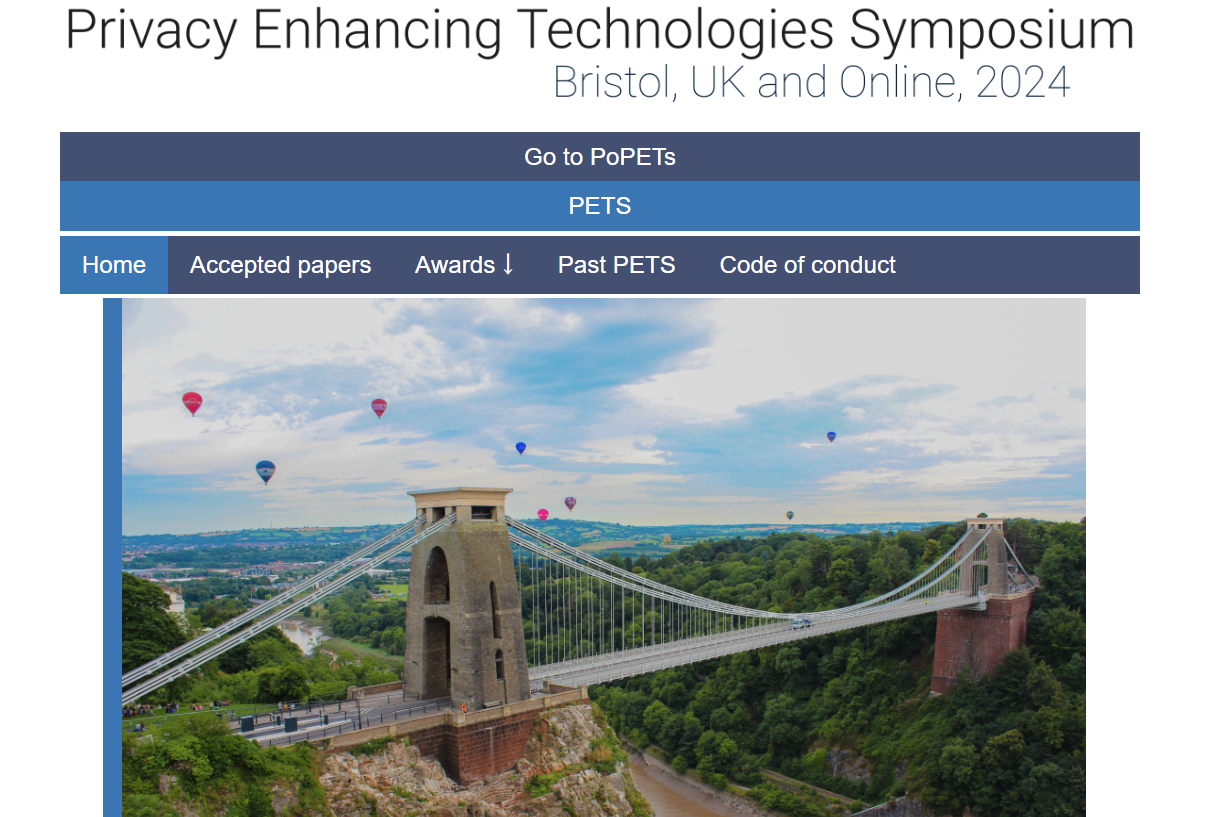 Privacy Enhancing Technologies Symposium
Bristol, UK and Online, 2024
Go to PoPETs
PETS
Home Accepted papers Awards ↓ Past PETS Code of conduct